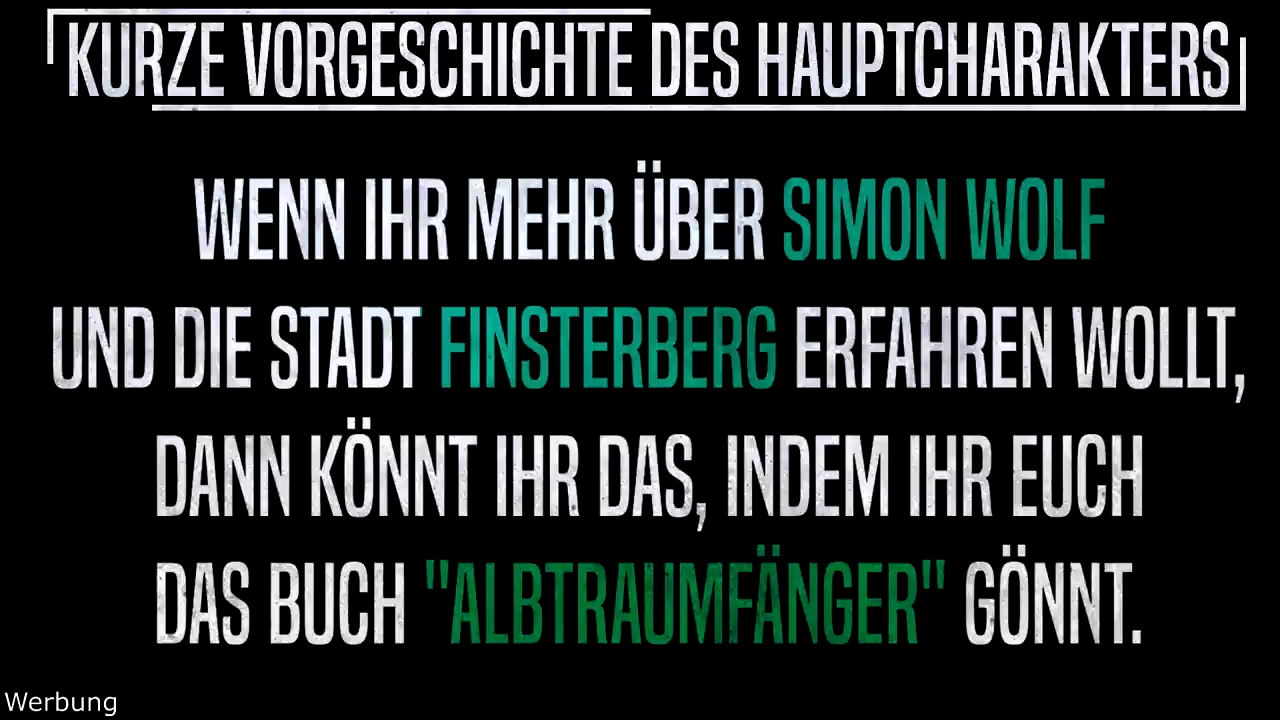 KURZE VORGESCHICHTE DES HAUPTCHARAKTERS
WENN IHR MEHR ÜBER SIMON WOLF
UND DIE STADT FINSTERBERG ERFAHREN WOLLT,
DANN KÖNNT IHR DAS, INDEM IHR EUCH
DAS BUCH "ALBTRAUMFÄNGER" GÖNNT.
Werbung